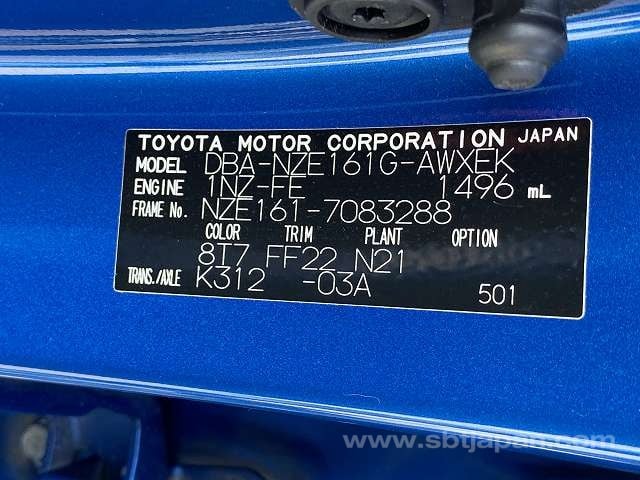 TOYOTA MOTOR CORPORATION JAPAN
MODEL DBA-NZE161G-AWXEK
ENGINE 1NZ-FE 1496 mL
FRAME No. NZE161-7083288
COLOR TRIM PLANT OPTION
8T7 FF22 N21
TRANS./AXLE K312 -03A 501
www.sbtjapan.com